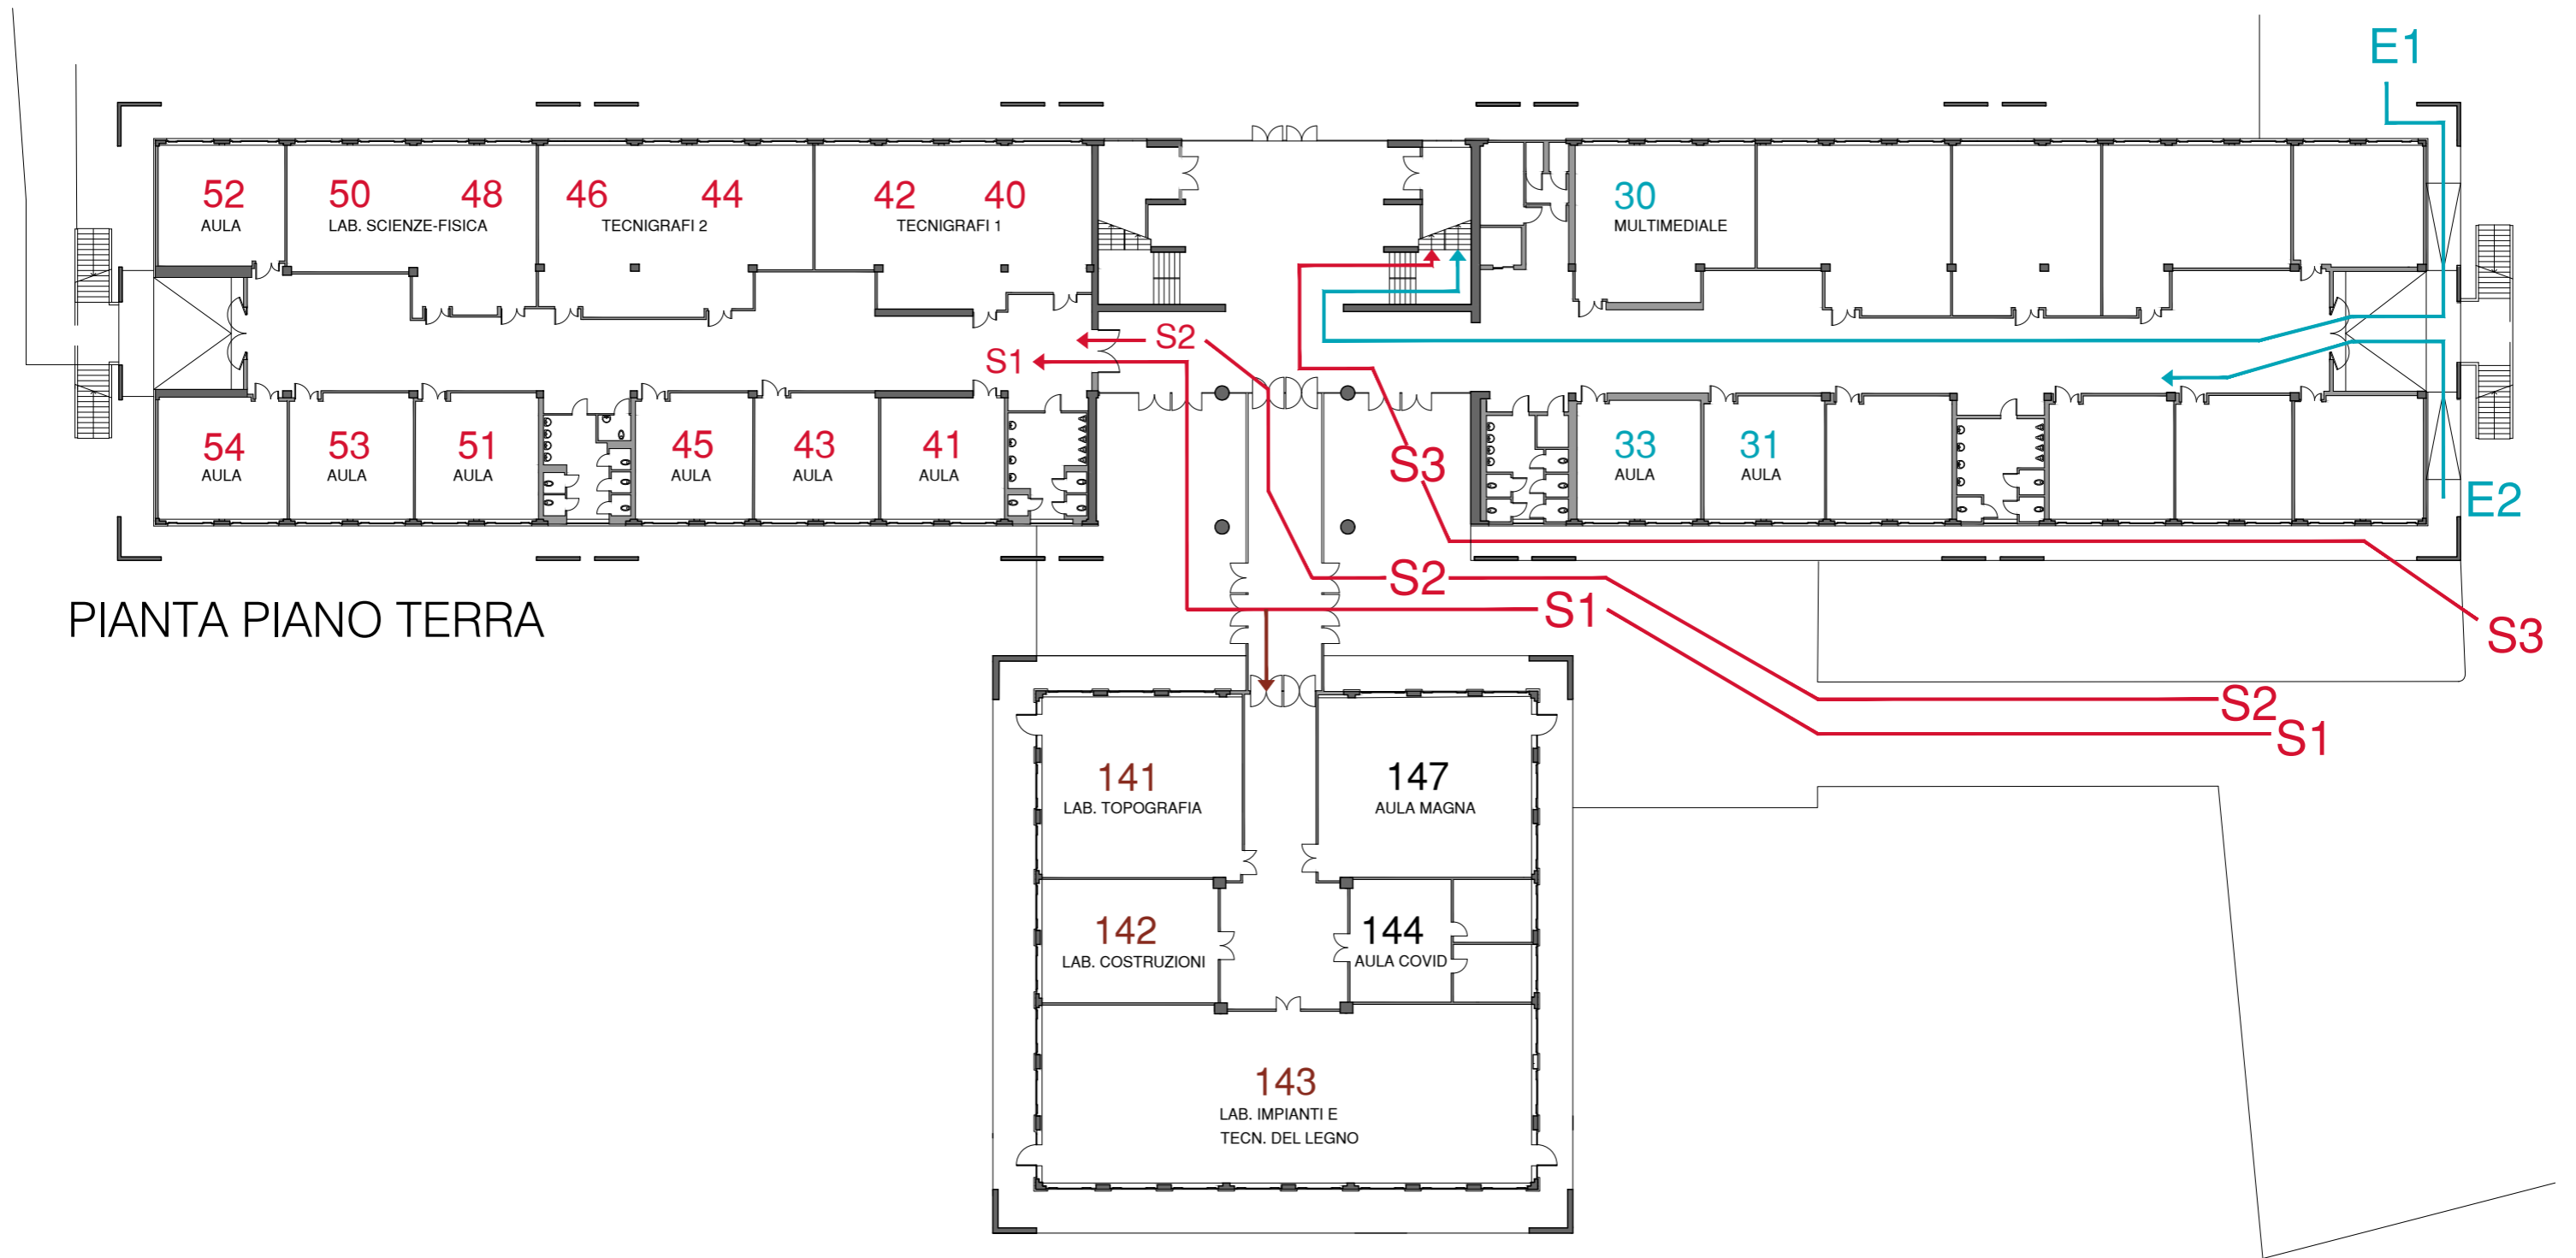 E1
52
AULA
50 48
LAB. SCIENZE-FISICA
46 44
TECNIGRAFI 2
42 40
TECNIGRAFI 1
30
MULTIMEDIALE
S2
S1
54
AULA
53
AULA
51
AULA
45
AULA
43
AULA
41
AULA
S3
33
AULA
31
AULA
E2
S2
S1
PIANTA PIANO TERRA
S3
S2
S1
141
LAB. TOPOGRAFIA
147
AULA MAGNA
142
LAB. COSTRUZIONI
144
AULA COVID
143
LAB. IMPIANTI E
TECN. DEL LEGNO